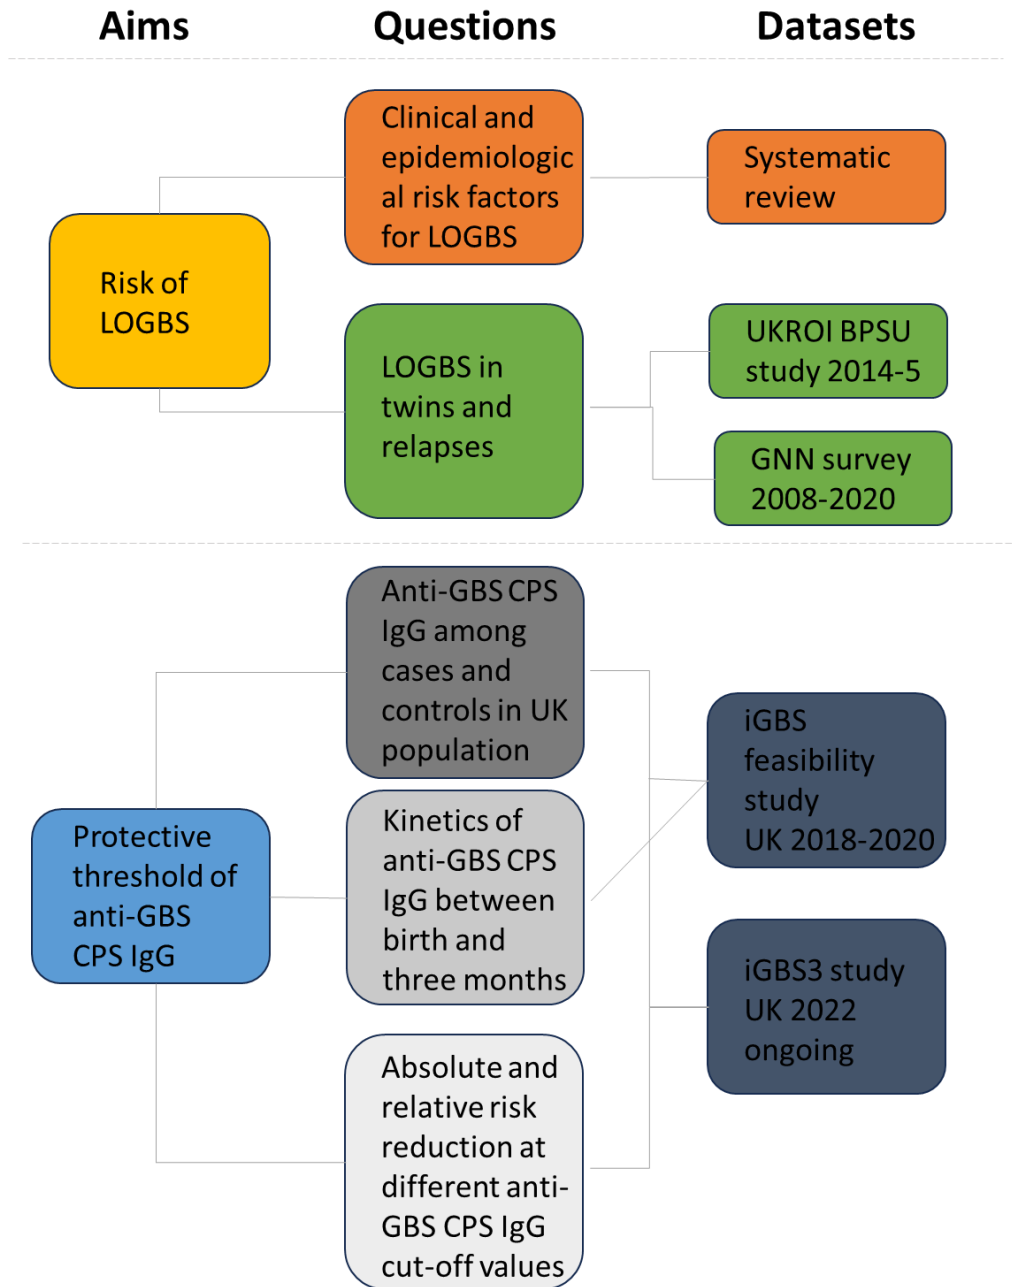 Aims
Questions
Datasets
Risk of
LOGBS
Clinical and
epidemiologic
al risk factors
for LOGBS
Systematic
review
LOGBS in
twins and
relapses
UKROI BPSU
study 2014-5
GNN survey
2008-2020
Protective
threshold of
anti-GBS
CPS IgG
Anti-GBS CPS
IgG among
cases and
controls in UK
population
Kinetics of
anti-GBS CPS
IgG between
birth and
three months
Absolute and
relative risk
reduction at
different anti-
GBS CPS IgG
cut-off values
iGBS
feasibility
study
UK 2018-2020
iGBS3 study
UK 2022
ongoing